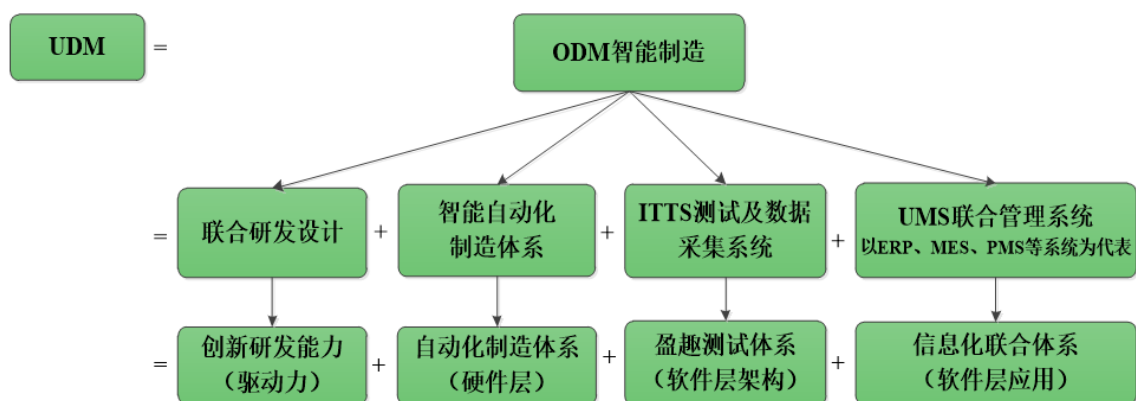 UDM
=
ODM智能制造
=
联合研发设计
+
智能自动化
制造体系
+
ITTS测试及数据
采集系统
+
UMS联合管理系统
以ERP、MES、PMS等系统为代表
=
创新研发能力
（驱动力）
+
自动化制造体系
（硬件层）
+
盈趣测试体系
（软件层架构）
+
信息化联合体系
（软件层应用）